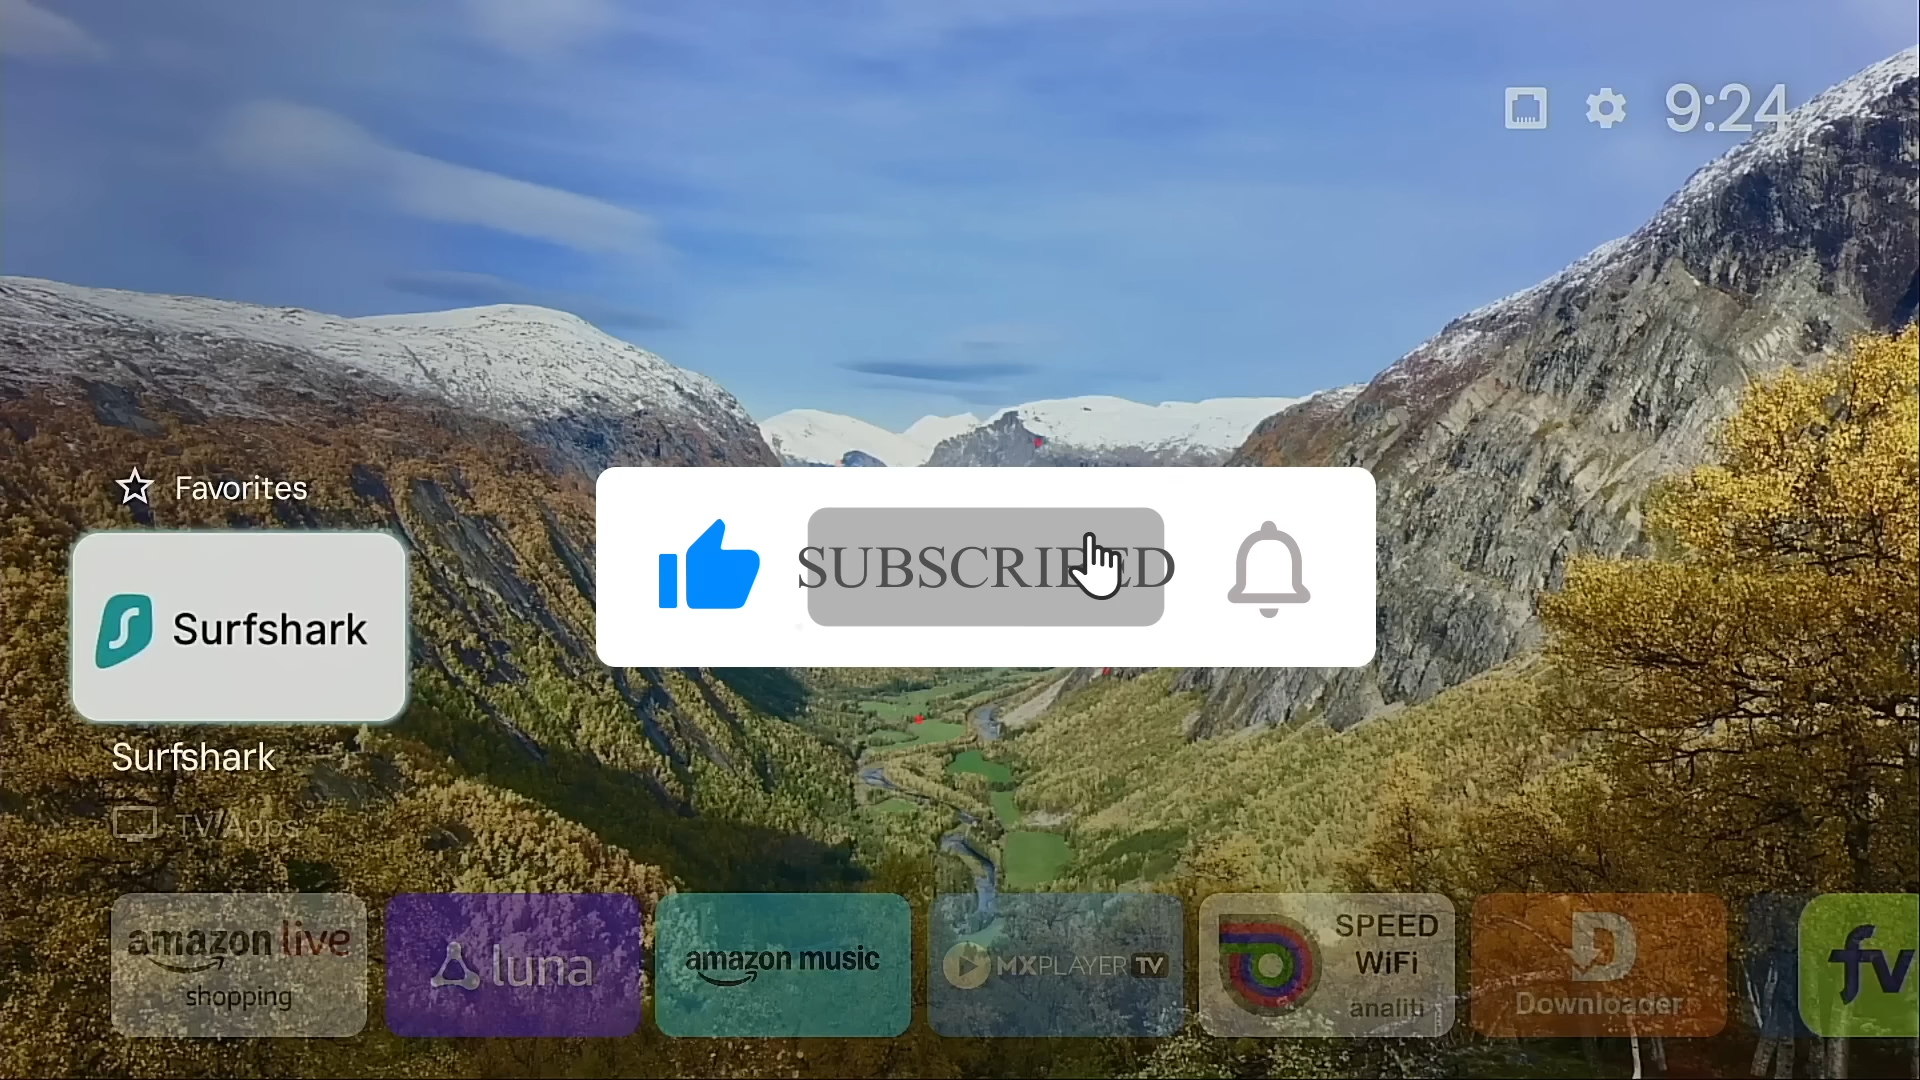 9:24
Favorites
SUBSCRIBED
Surfshark
Surfshark
TV/Apps
amazon live
shopping
luna
amazon music
MXPLAYER TV
SPEED
WiFi
analiti
Downloader
fv